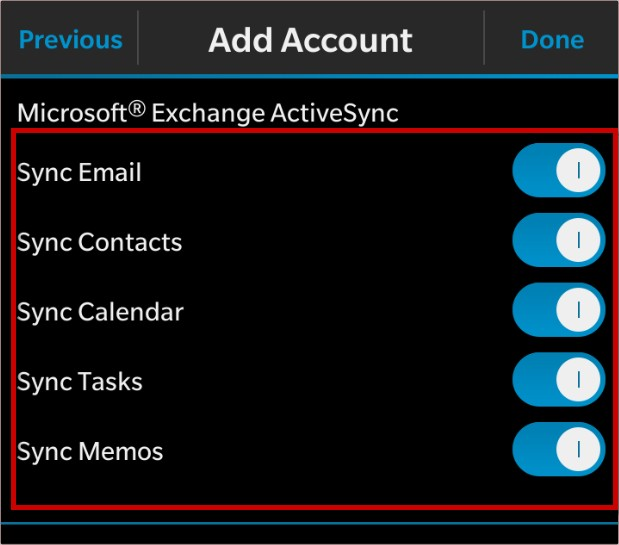 Previous Add Account Done
Microsoft® Exchange ActiveSync
Sync Email
Sync Contacts
Sync Calendar
Sync Tasks
Sync Memos